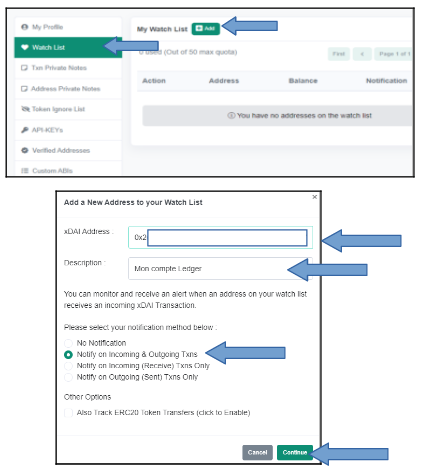 My Profile
Watch List
Txn Private Notes
Address Private Notes
Token Ignore List
API-KEYs
Verified Addresses
Custom ABIs
My Watch List Add
0 used (Out of 50 max quota)
First < Page 1 of 1
Action Address Balance Notification
You have no addresses on the watch list
Add a New Address to your Watch List ×
xDAI Address :
0x2
Description :
Mon compte Ledger
You can monitor and receive an alert when an address on your watch list
receives an incoming xDAI Transaction.
Please select your notification method below :
No Notification
Notify on Incoming & Outgoing Txns
Notify on Incoming (Receive) Txns Only
Notify on Outgoing (Sent) Txns Only
Other Options
Also Track ERC20 Token Transfers (click to Enable)
Cancel Continue